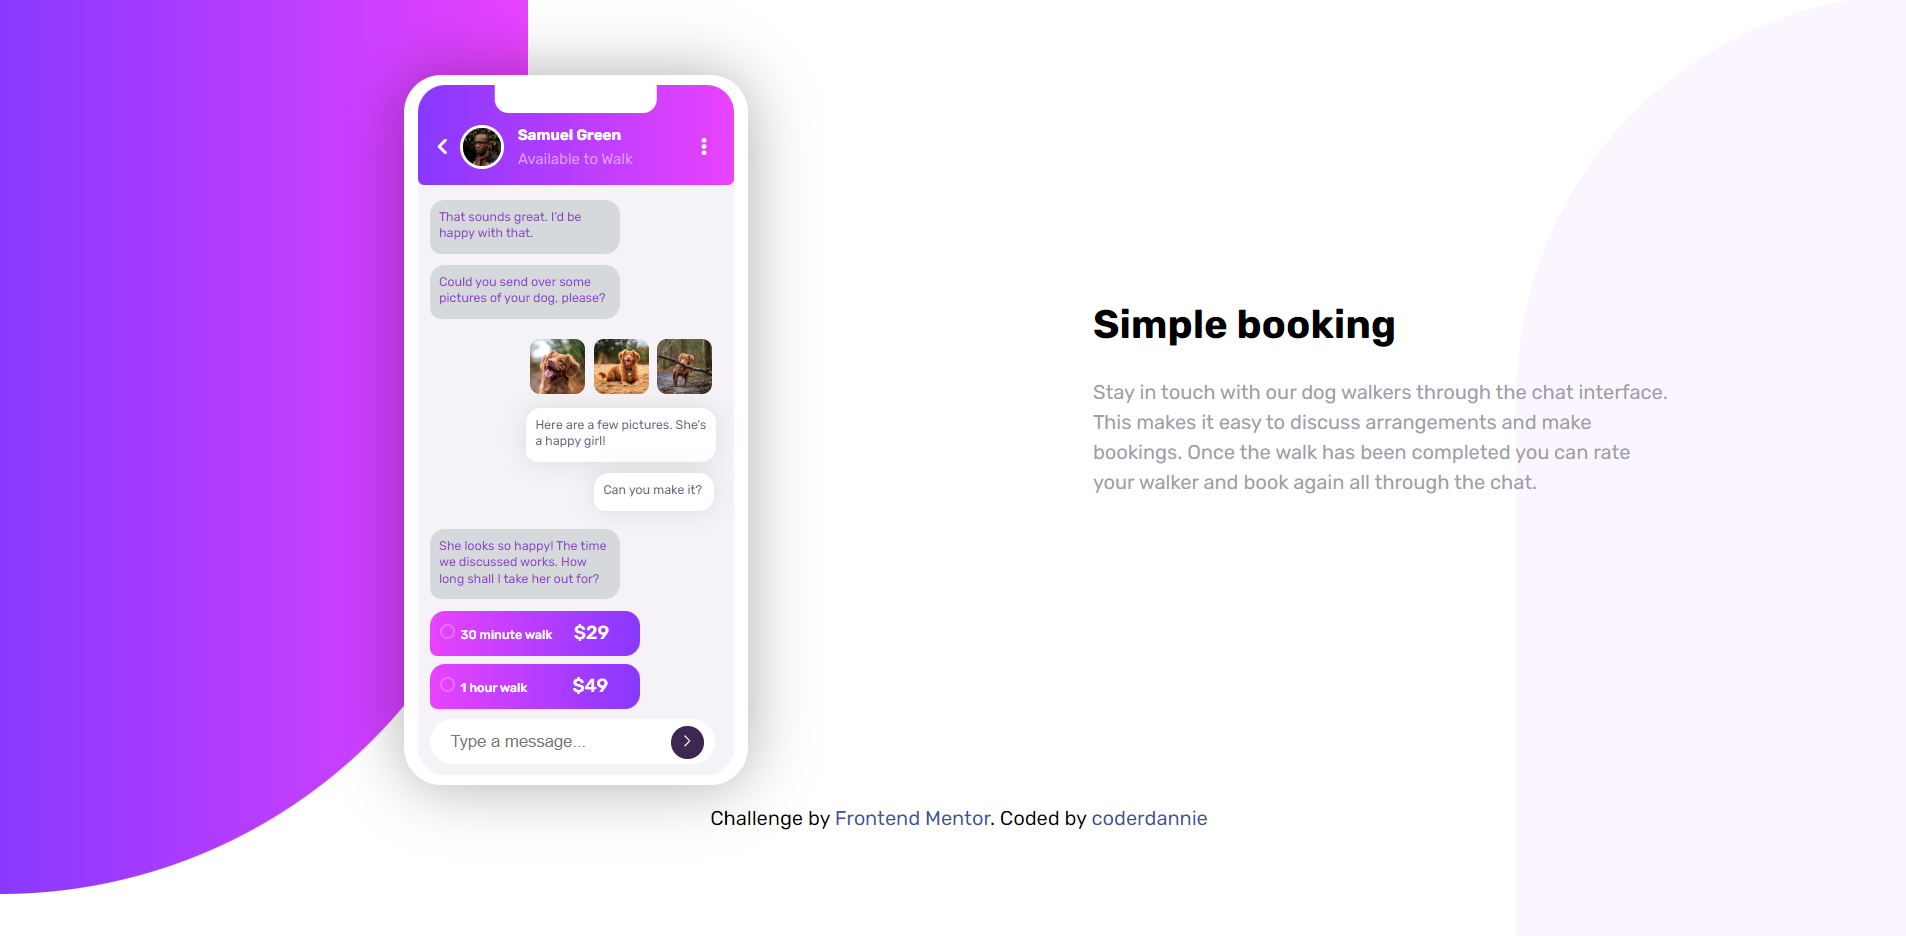 Samuel Green
Available to Walk
That sounds great. I'd be
happy with that.
Could you send over some
pictures of your dog, please?
Here are a few pictures. She's
a happy girl!
Can you make it?
She looks so happy! The time
we discussed works. How
long shall I take her out for?
30 minute walk $29
1 hour walk $49
Type a message...
Simple booking
Stay in touch with our dog walkers through the chat interface.
This makes it easy to discuss arrangements and make
bookings. Once the walk has been completed you can rate
your walker and book again all through the chat.
Challenge by Frontend Mentor. Coded by coderdannie